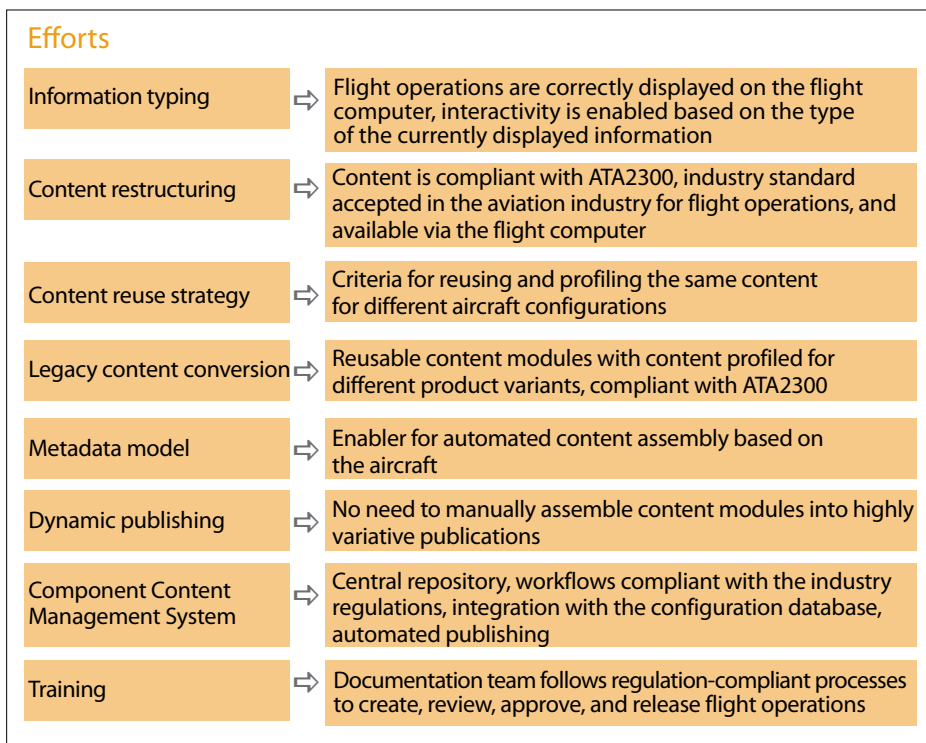 Efforts
Information typing
Flight operations are correctly displayed on the flight
computer, interactivity is enabled based on the type
of the currently displayed information
Content restructuring
Content is compliant with ATA2300, industry standard
accepted in the aviation industry for flight operations, and
available via the flight computer
Content reuse strategy
Criteria for reusing and profiling the same content
for different aircraft configurations
Legacy content conversion
Reusable content modules with content profiled for
different product variants, compliant with ATA2300
Metadata model
Enabler for automated content assembly based on
the aircraft
Dynamic publishing
No need to manually assemble content modules into highly
variative publications
Component Content
Management System
Central repository, workflows compliant with the industry
regulations, integration with the configuration database,
automated publishing
Training
Documentation team follows regulation-compliant processes
to create, review, approve, and release flight operations